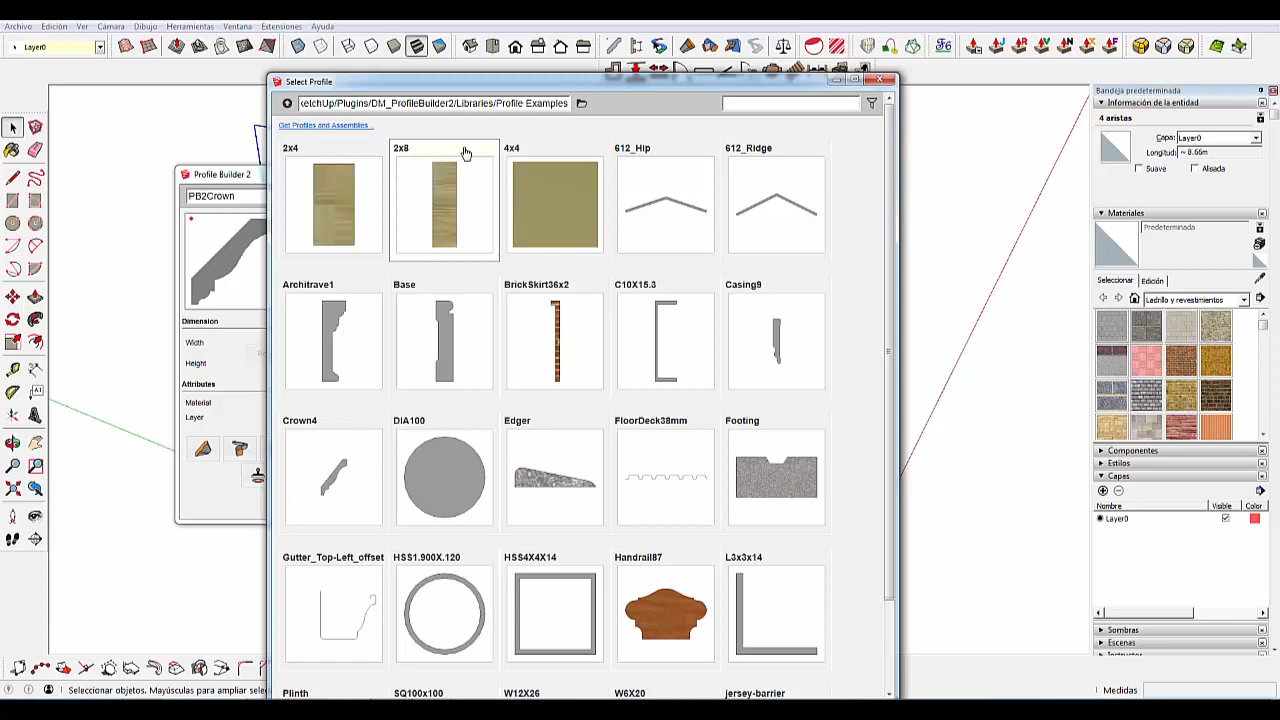 Archivo Edición Ver Cámara Dibujo Herramientas Ventana Extensiones Ayuda
Layer0
Select Profile
Bandeja predeterminada
Información de la entidad
4 aristas
Capa: Layer0
Longitud: ~ 8.66m
Suave Alisada
Materiales
Predeterminada
Seleccionar Edición
Ladrillo y revestimientos
Componentes
Estilos
Capas
Nombre Visible Color
Layer0
Sombras
Escenas
Medidas
Profile Builder 2
PB2Crown
Dimension
Width
Height
Attributes
Material
Layer
etchUp/Plugins/DM_ProfileBuilder2/Libraries/Profile Examples
Get Profiles and Assemblies...
2x4 2x8 4x4 612_Hip 612_Ridge
Architrave1 Base BrickSkirt36x2 C10X15.3 Casing9
Crown4 DIA100 Edger FloorDeck38mm Footing
Gutter_Top-Left_offset HSS1.900X.120 HSS4X4X14 Handrail87 L3x3x14
Plinth SQ100x100 W12X26 W6X20 jersey-barrier
Seleccionar objetos. Mayúsculas para ampliar sele